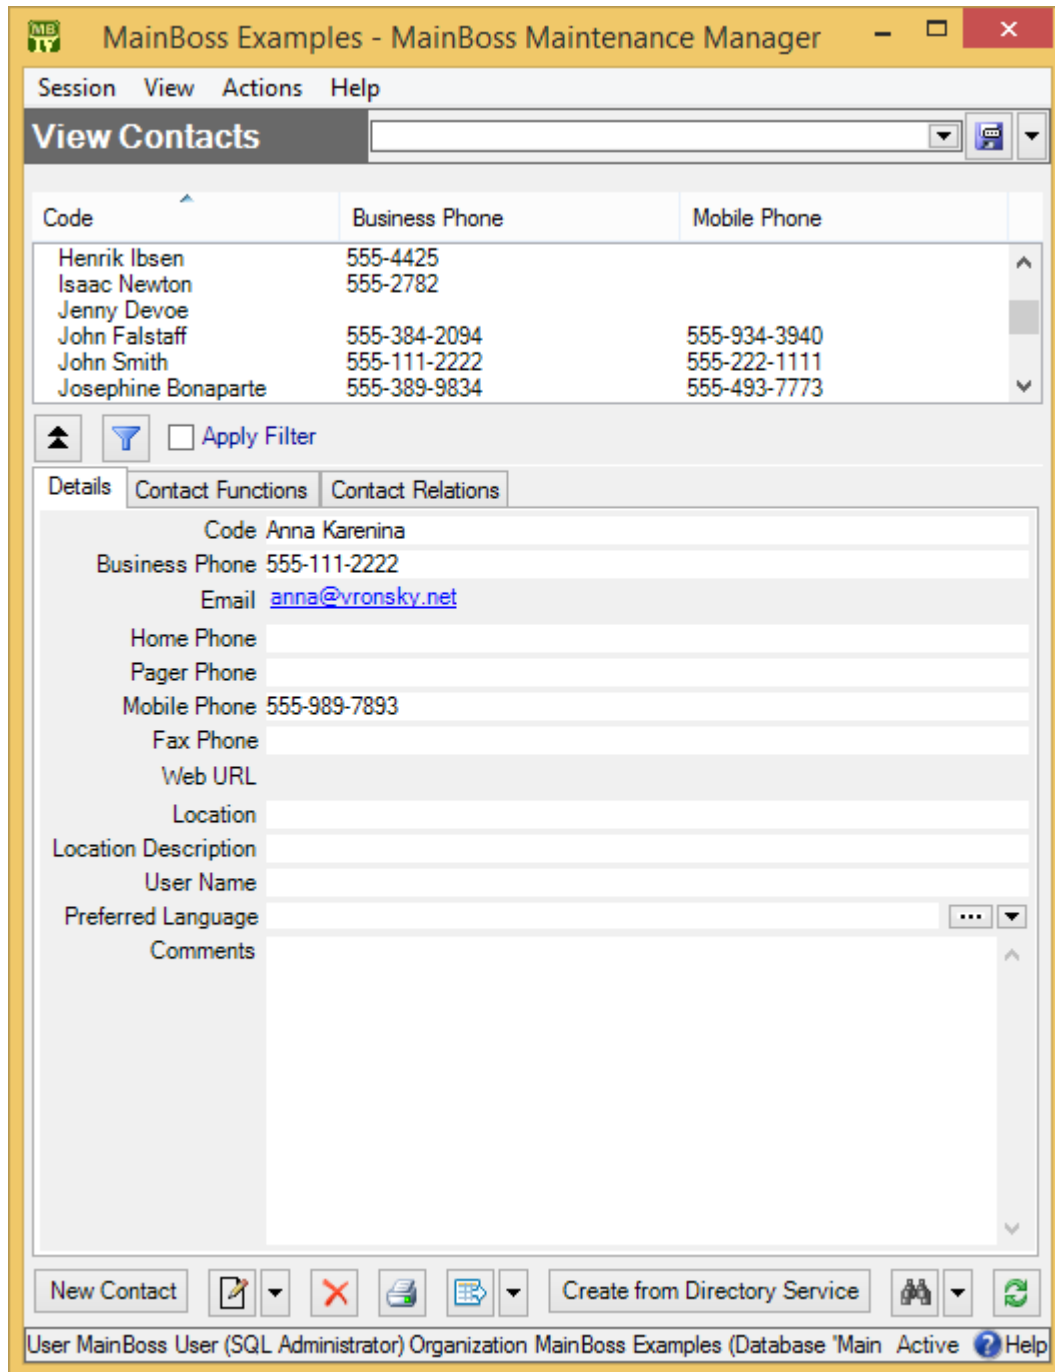 MB
TY
MainBoss Examples - MainBoss Maintenance Manager
Session View Actions Help
View Contacts
Code Business Phone Mobile Phone
Henrik Ibsen 555-4425
Isaac Newton 555-2782
Jenny Devoe
John Falstaff 555-384-2094 555-934-3940
John Smith 555-111-2222 555-222-1111
Josephine Bonaparte 555-389-9834 555-493-7773
Apply Filter
Details Contact Functions Contact Relations
Code Anna Karenina
Business Phone 555-111-2222
Email anna@vronsky.net
Home Phone
Pager Phone
Mobile Phone 555-989-7893
Fax Phone
Web URL
Location
Location Description
User Name
Preferred Language ...
Comments
New Contact Create from Directory Service
User MainBoss User (SQL Administrator) Organization MainBoss Examples (Database "Main Active Help